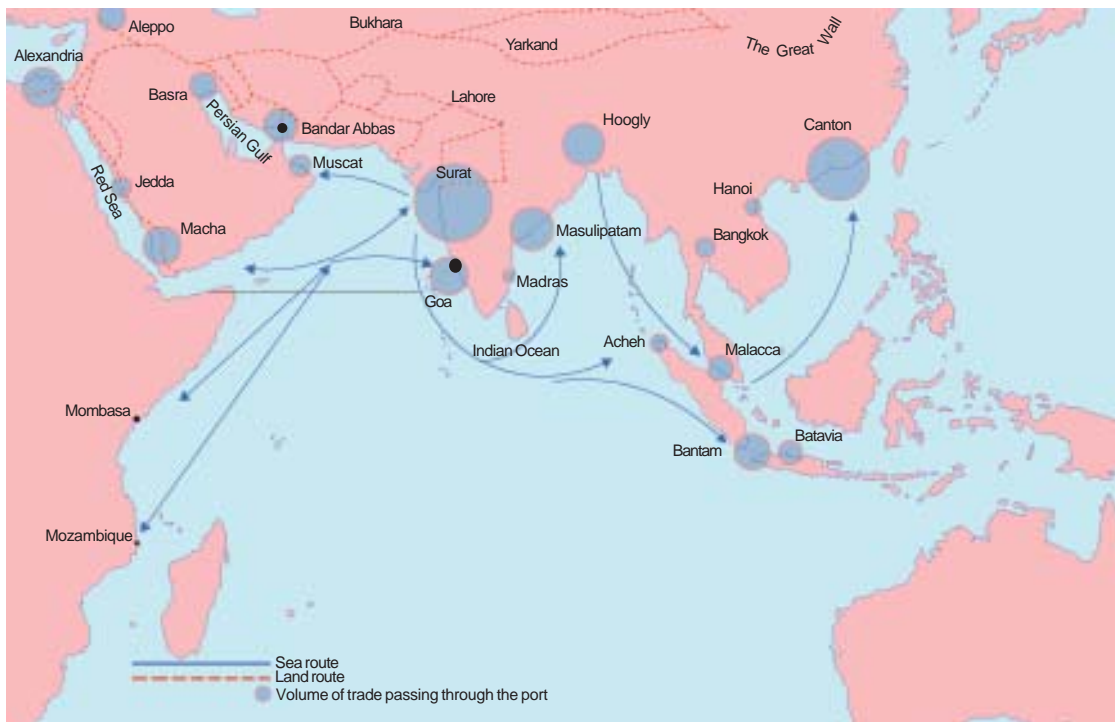 Aleppo
Bukhara
Yarkand
The Great Wall
Alexandria
Basra
Persian Gulf
Bandar Abbas
Lahore
Hoogly
Canton
Muscat
Surat
Jedda
Red Sea
Hanoi
Macha
Masulipatam
Bangkok
Goa
Madras
Indian Ocean
Acheh
Malacca
Mombasa
Bantam
Batavia
Mozambique
Sea route
Land route
Volume of trade passing through the port